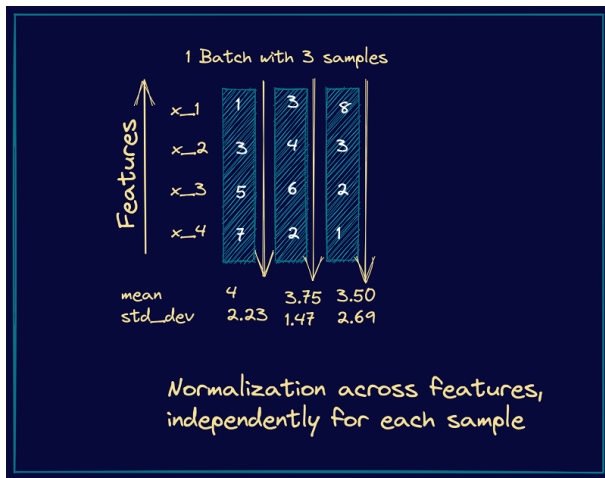 1 Batch with 3 samples
Features
x_1 1 3 8
x_2 3 4 3
x_3 5 6 2
x_4 7 2 1
mean 4 3.75 3.50
std_dev 2.23 1.47 2.69
Normalization across features,
independently for each sample